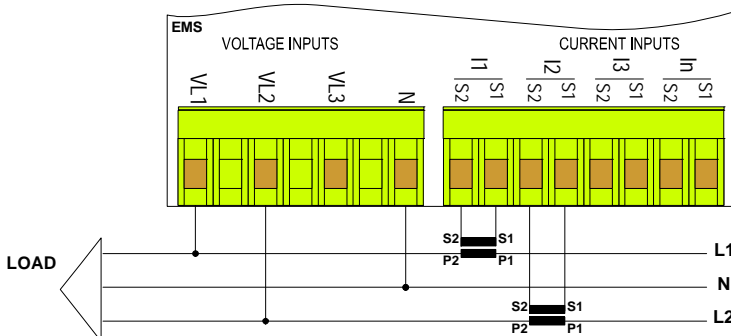 EMS
VOLTAGE INPUTS
CURRENT INPUTS
VL1
VL2
VL3
N
I1
I2
I3
In
S2 S1
S2 S1
S2 S1
S2 S1
S2 S1
P2 P1
L1
LOAD
N
S2 S1
P2 P1
L2